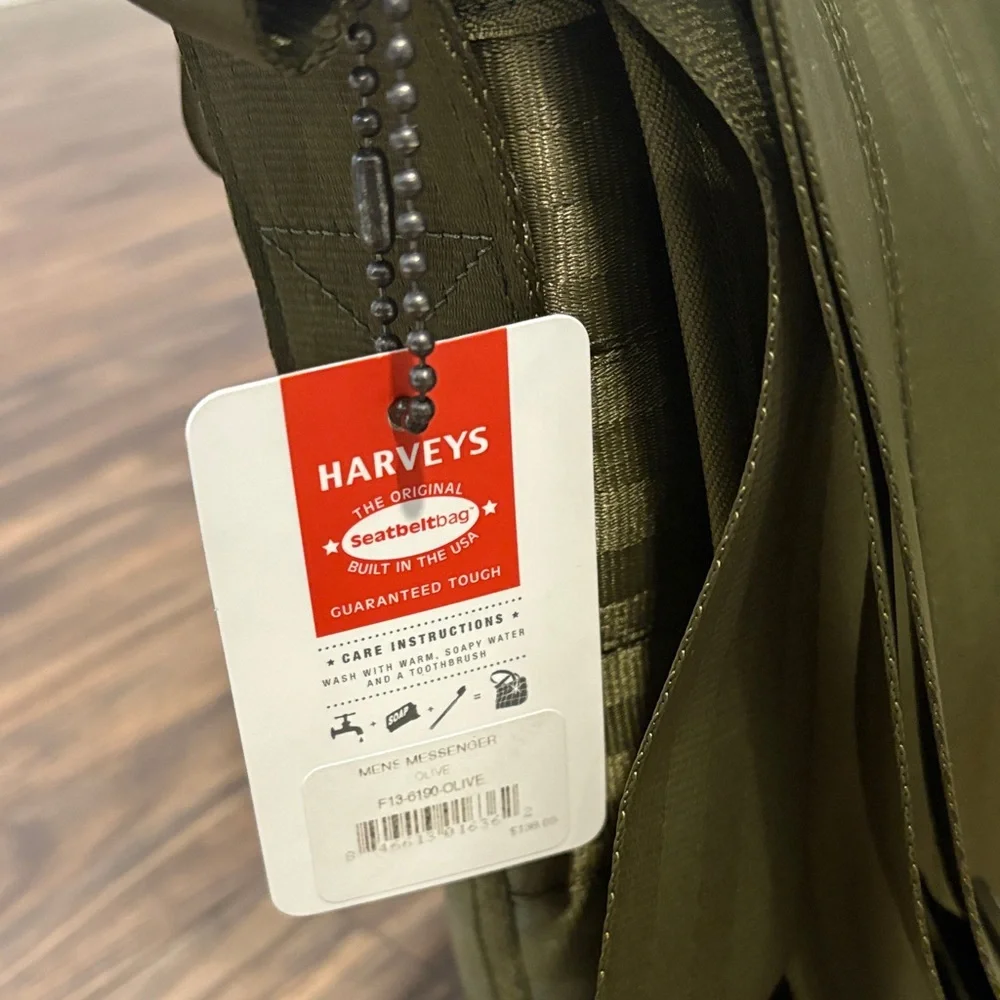 HARVEYS
THE ORIGINAL
Seatbeltbag™
BUILT IN THE USA
GUARANTEED TOUGH
★ CARE INSTRUCTIONS ★
WASH WITH WARM, SOAPY WATER
AND A TOOTHBRUSH
SOAP
MENS MESSENGER
OLIVE
F13-6190-OLIVE